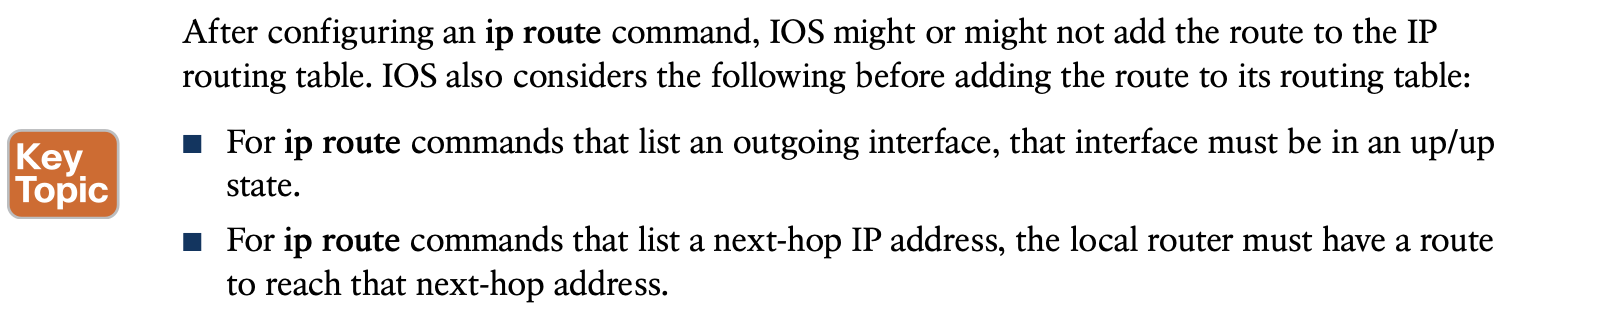 After configuring an ip route command, IOS might or might not add the route to the IP
routing table. IOS also considers the following before adding the route to its routing table:
Key
Topic
■ For ip route commands that list an outgoing interface, that interface must be in an up/up
state.
■ For ip route commands that list a next-hop IP address, the local router must have a route
to reach that next-hop address.